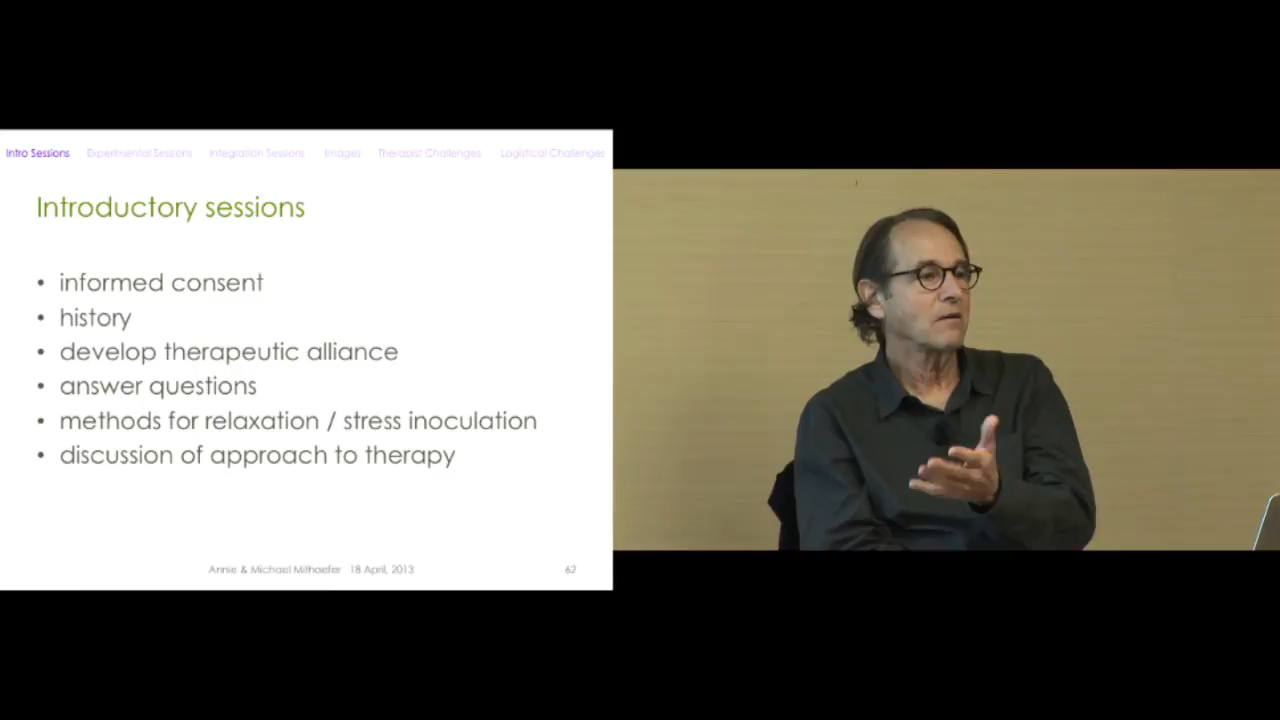 Intro Sessions Experimental Sessions Integration Sessions Images Therapist Challenges Logistical Challenges
Introductory sessions
• informed consent
• history
• develop therapeutic alliance
• answer questions
• methods for relaxation / stress inoculation
• discussion of approach to therapy
Annie & Michael Mithoefer 18 April, 2013 62